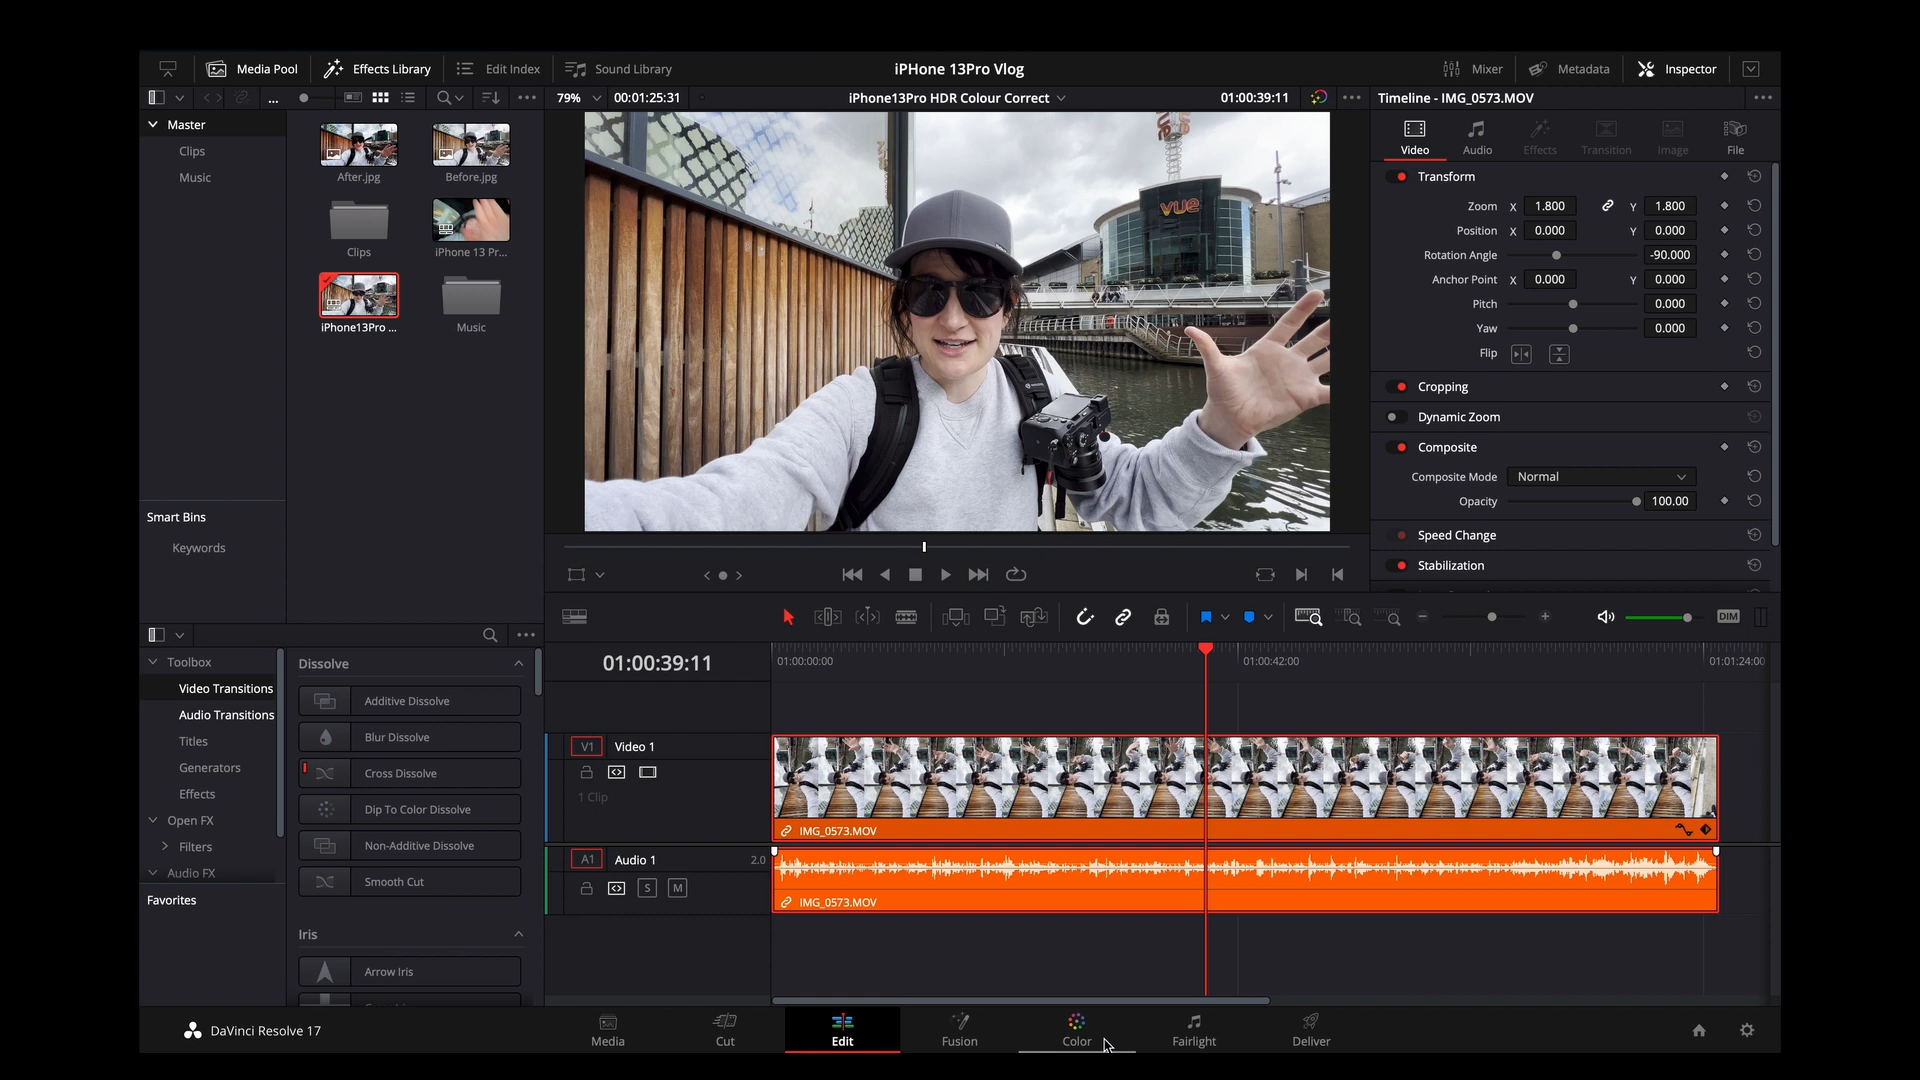 Media Pool
Effects Library
Edit Index
Sound Library
iPHone 13Pro Vlog
Mixer
Metadata
Inspector
79%
00:01:25:31
iPhone13Pro HDR Colour Correct
01:00:39:11
Timeline - IMG_0573.MOV
Master
Clips
Music
After.jpg
Before.jpg
Clips
iPhone 13 Pr...
iPhone13Pro ...
Music
Smart Bins
Keywords
vue
vue
Video
Audio
Effects
Transition
Image
File
Transform
Zoom X 1.800 Y 1.800
Position X 0.000 Y 0.000
Rotation Angle -90.000
Anchor Point X 0.000 Y 0.000
Pitch 0.000
Yaw 0.000
Flip
Cropping
Dynamic Zoom
Composite
Composite Mode Normal
Opacity 100.00
Speed Change
Stabilization
DIM
Toolbox
Video Transitions
Audio Transitions
Titles
Generators
Effects
Open FX
Filters
Audio FX
Favorites
Dissolve
Additive Dissolve
Blur Dissolve
Cross Dissolve
Dip To Color Dissolve
Non-Additive Dissolve
Smooth Cut
Iris
Arrow Iris
01:00:39:11
01:00:00:00
01:00:42:00
01:01:24:00
V1 Video 1
1 Clip
IMG_0573.MOV
A1 Audio 1 2.0
S M
IMG_0573.MOV
DaVinci Resolve 17
Media
Cut
Edit
Fusion
Color
Fairlight
Deliver